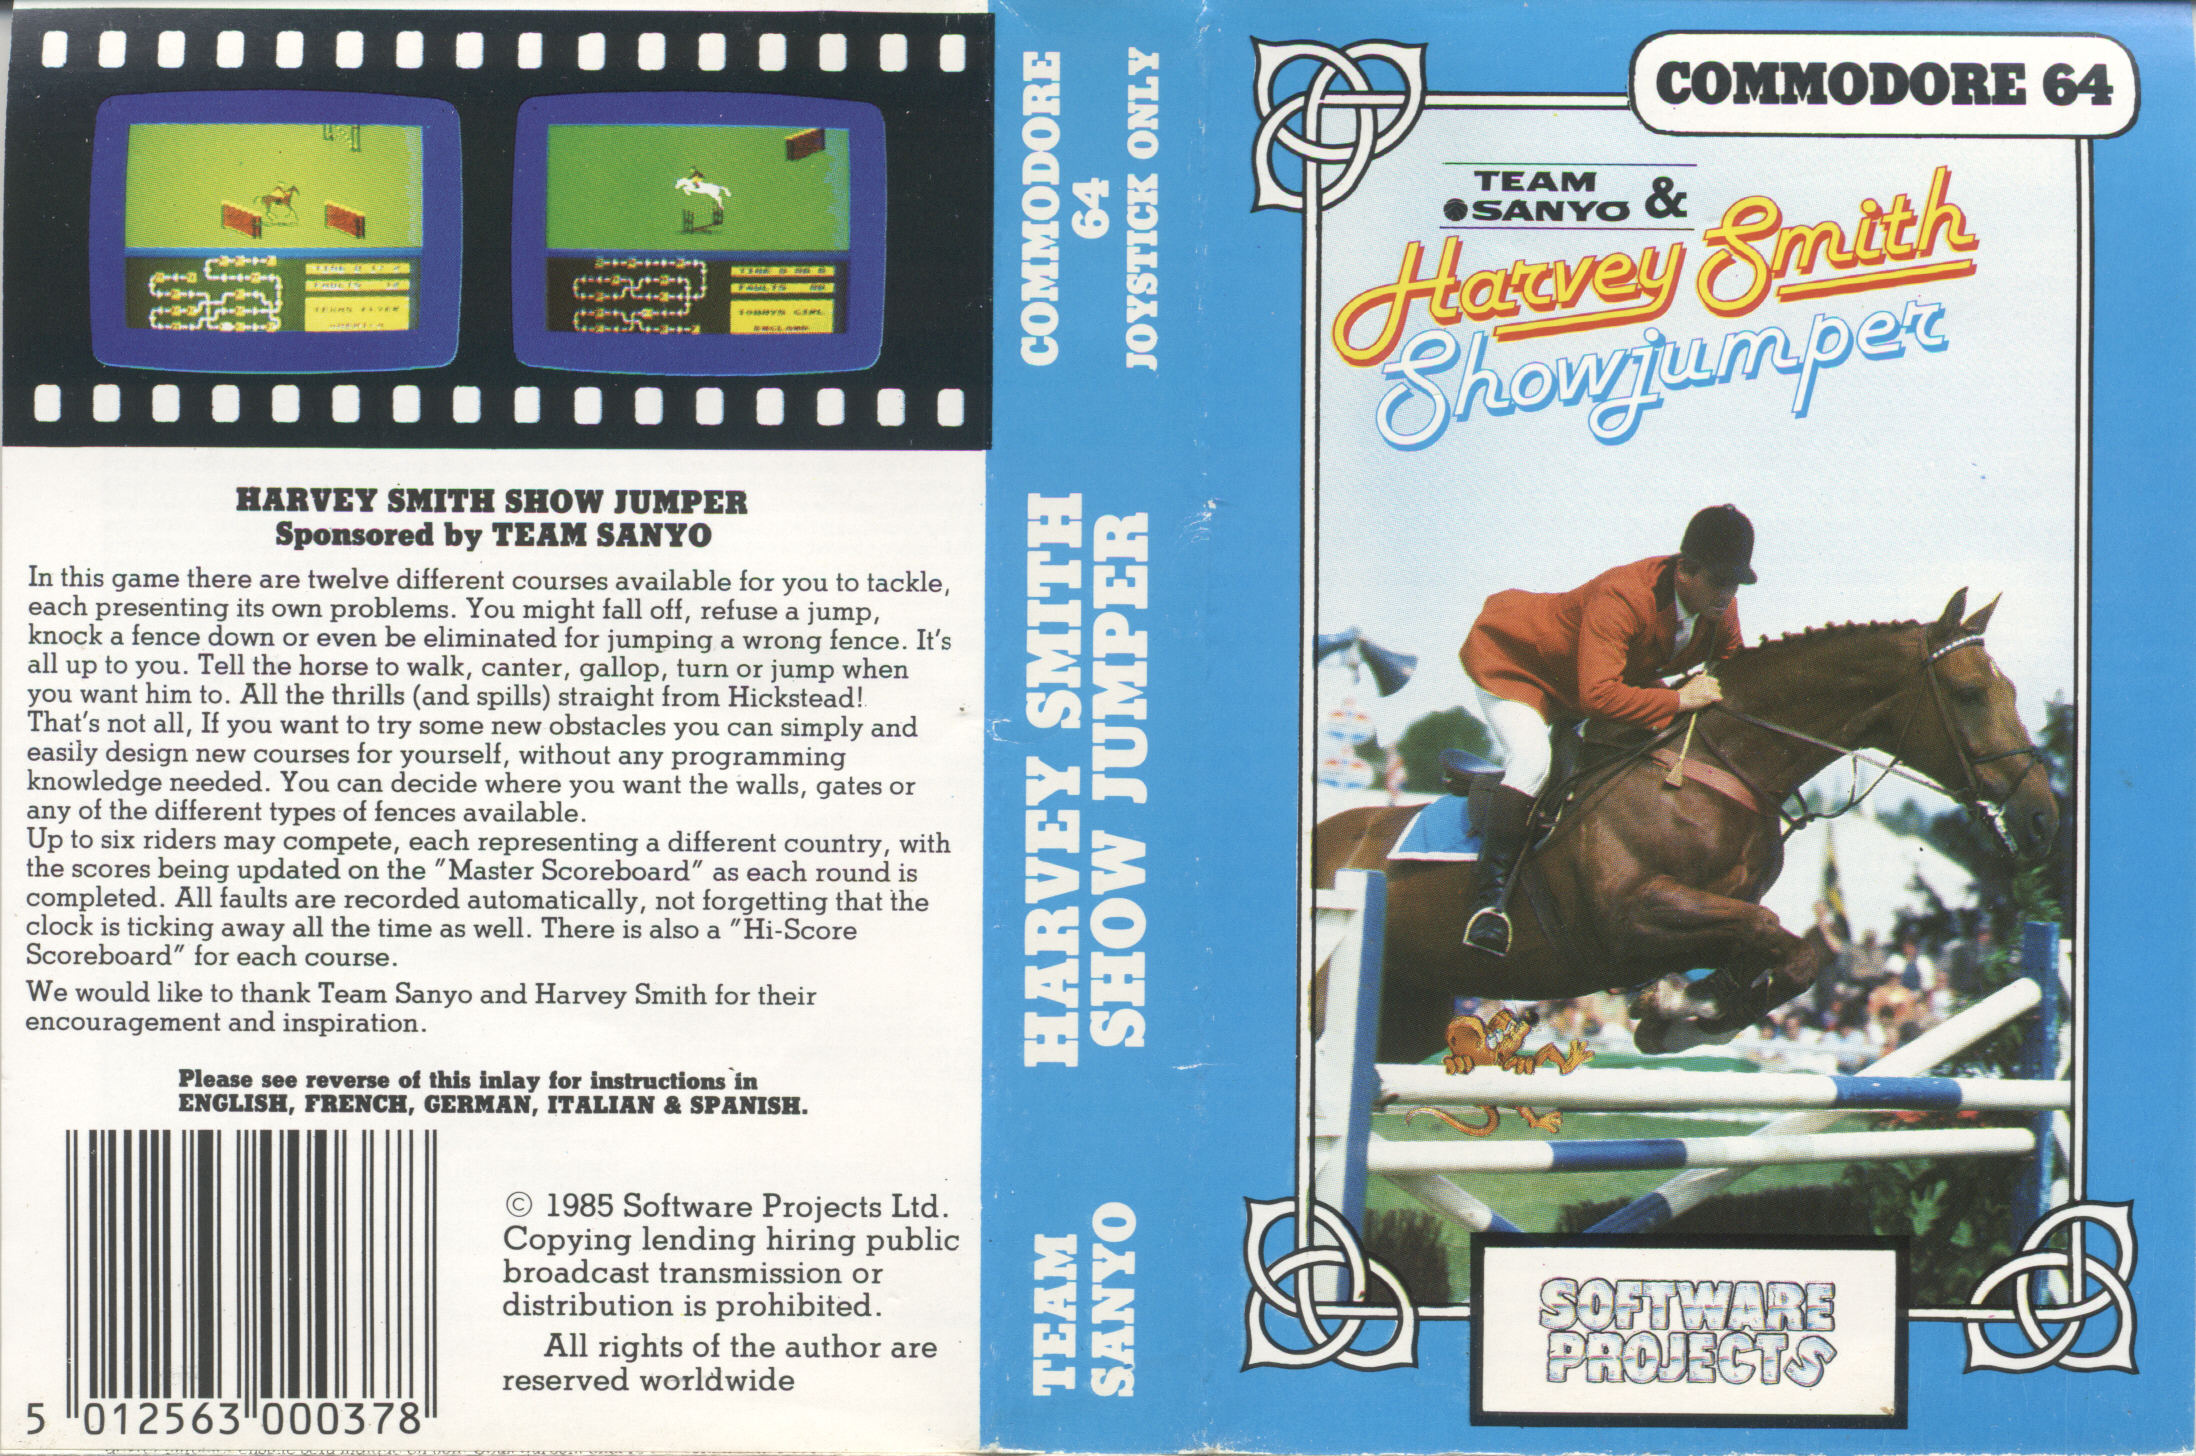 TIME
FAULTS
TEXAS FLYER
AMERICA
TIME
FAULTS
TOBBYS GIRL
ENGLAND
HARVEY SMITH SHOW JUMPER
Sponsored by TEAM SANYO
In this game there are twelve different courses available for you to tackle,
each presenting its own problems. You might fall off, refuse a jump,
knock a fence down or even be eliminated for jumping a wrong fence. It's
all up to you. Tell the horse to walk, canter, gallop, turn or jump when
you want him to. All the thrills (and spills) straight from Hickstead!
That's not all, If you want to try some new obstacles you can simply and
easily design new courses for yourself, without any programming
knowledge needed. You can decide where you want the walls, gates or
any of the different types of fences available.
Up to six riders may compete, each representing a different country, with
the scores being updated on the "Master Scoreboard" as each round is
completed. All faults are recorded automatically, not forgetting that the
clock is ticking away all the time as well. There is also a "Hi-Score
Scoreboard" for each course.
We would like to thank Team Sanyo and Harvey Smith for their
encouragement and inspiration.
Please see reverse of this inlay for instructions in
ENGLISH, FRENCH, GERMAN, ITALIAN & SPANISH.
5 012563 000378
© 1985 Software Projects Ltd.
Copying lending hiring public
broadcast transmission or
distribution is prohibited.
All rights of the author are
reserved worldwide
COMMODORE
64
JOYSTICK ONLY
HARVEY SMITH
SHOW JUMPER
TEAM
SANYO
COMMODORE 64
TEAM
SANYO &
Harvey Smith
Showjumper
SOFTWARE
PROJECTS